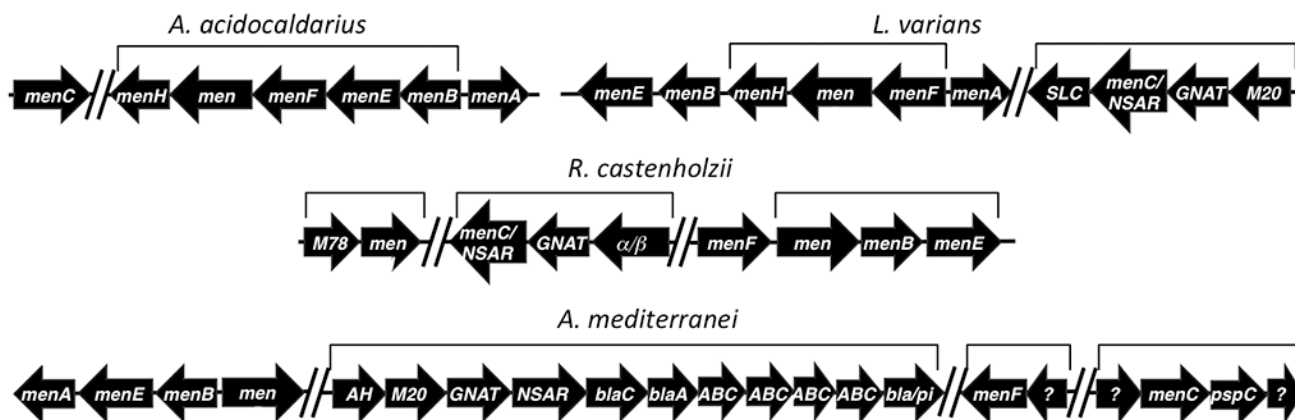 A. acidocaldarius L. varians
menC menH men menF menE menB menA menE menB menH men menF menA SLC menC/ NSAR GNAT M20
R. castenholzii
M78 men menC/ NSAR GNAT α/β menF men menB menE
A. mediterranei
menA menE menB men AH M20 GNAT NSAR blaC blaA ABC ABC ABC ABC bla/pi menF ? ? menC pspC ?